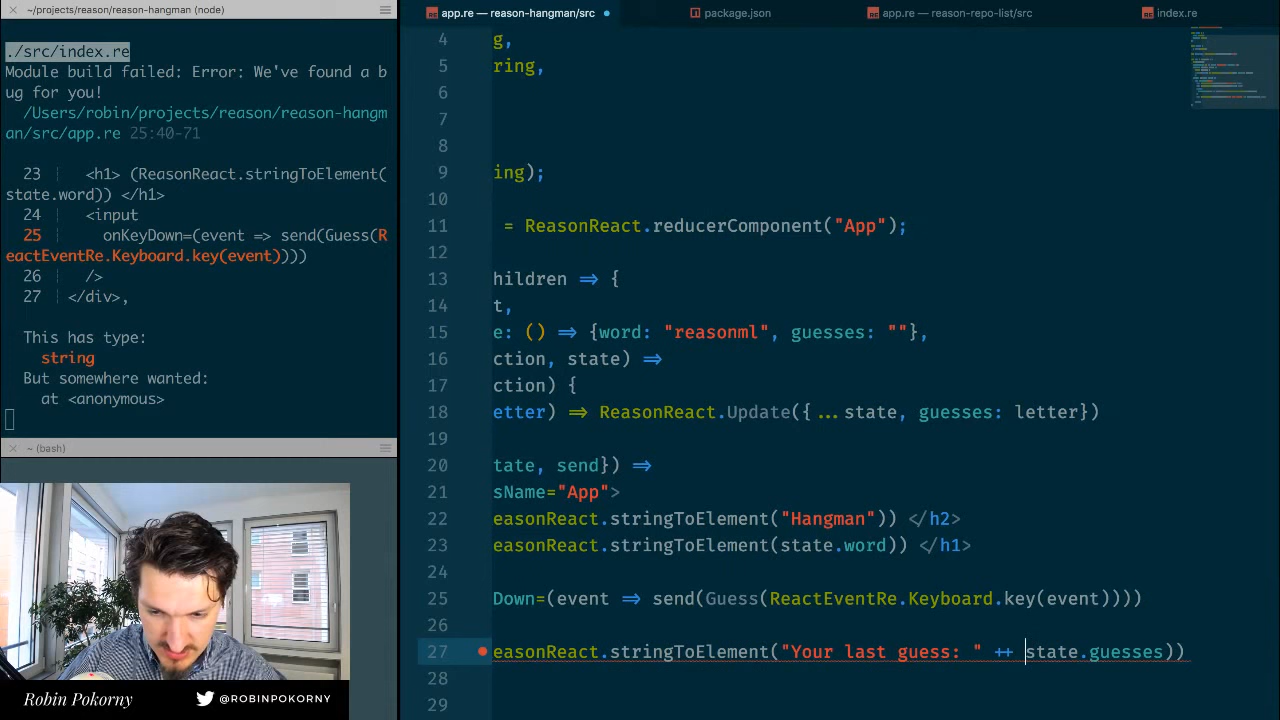 ~/projects/reason/reason-hangman (node)
./src/index.re
Module build failed: Error: We've found a b
ug for you!
/Users/robin/projects/reason/reason-hangm
an/src/app.re 25:40-71
23 | <h1> (ReasonReact.stringToElement(
state.word)) </h1>
24 | <input
25 | onKeyDown=(event => send(Guess(R
eactEventRe.Keyboard.key(event))))
26 | />
27 | </div>,
This has type:
string
But somewhere wanted:
at <anonymous>
~ (bash)
Robin Pokorny
@ROBINPOKORNY
app.re — reason-hangman/src
package.json
app.re — reason-repo-list/src
index.re
4 g,
5 ring,
6
7
8
9 ing);
10
11 = ReasonReact.reducerComponent("App");
12
13 hildren => {
14 t,
15 e: () => {word: "reasonml", guesses: ""},
16 ction, state) =>
17 ction) {
18 etter) => ReasonReact.Update({...state, guesses: letter})
19
20 tate, send}) =>
21 sName="App">
22 easonReact.stringToElement("Hangman")) </h2>
23 easonReact.stringToElement(state.word)) </h1>
24
25 Down=(event => send(Guess(ReactEventRe.Keyboard.key(event))))
26
27 easonReact.stringToElement("Your last guess: " ++ state.guesses))
28
29